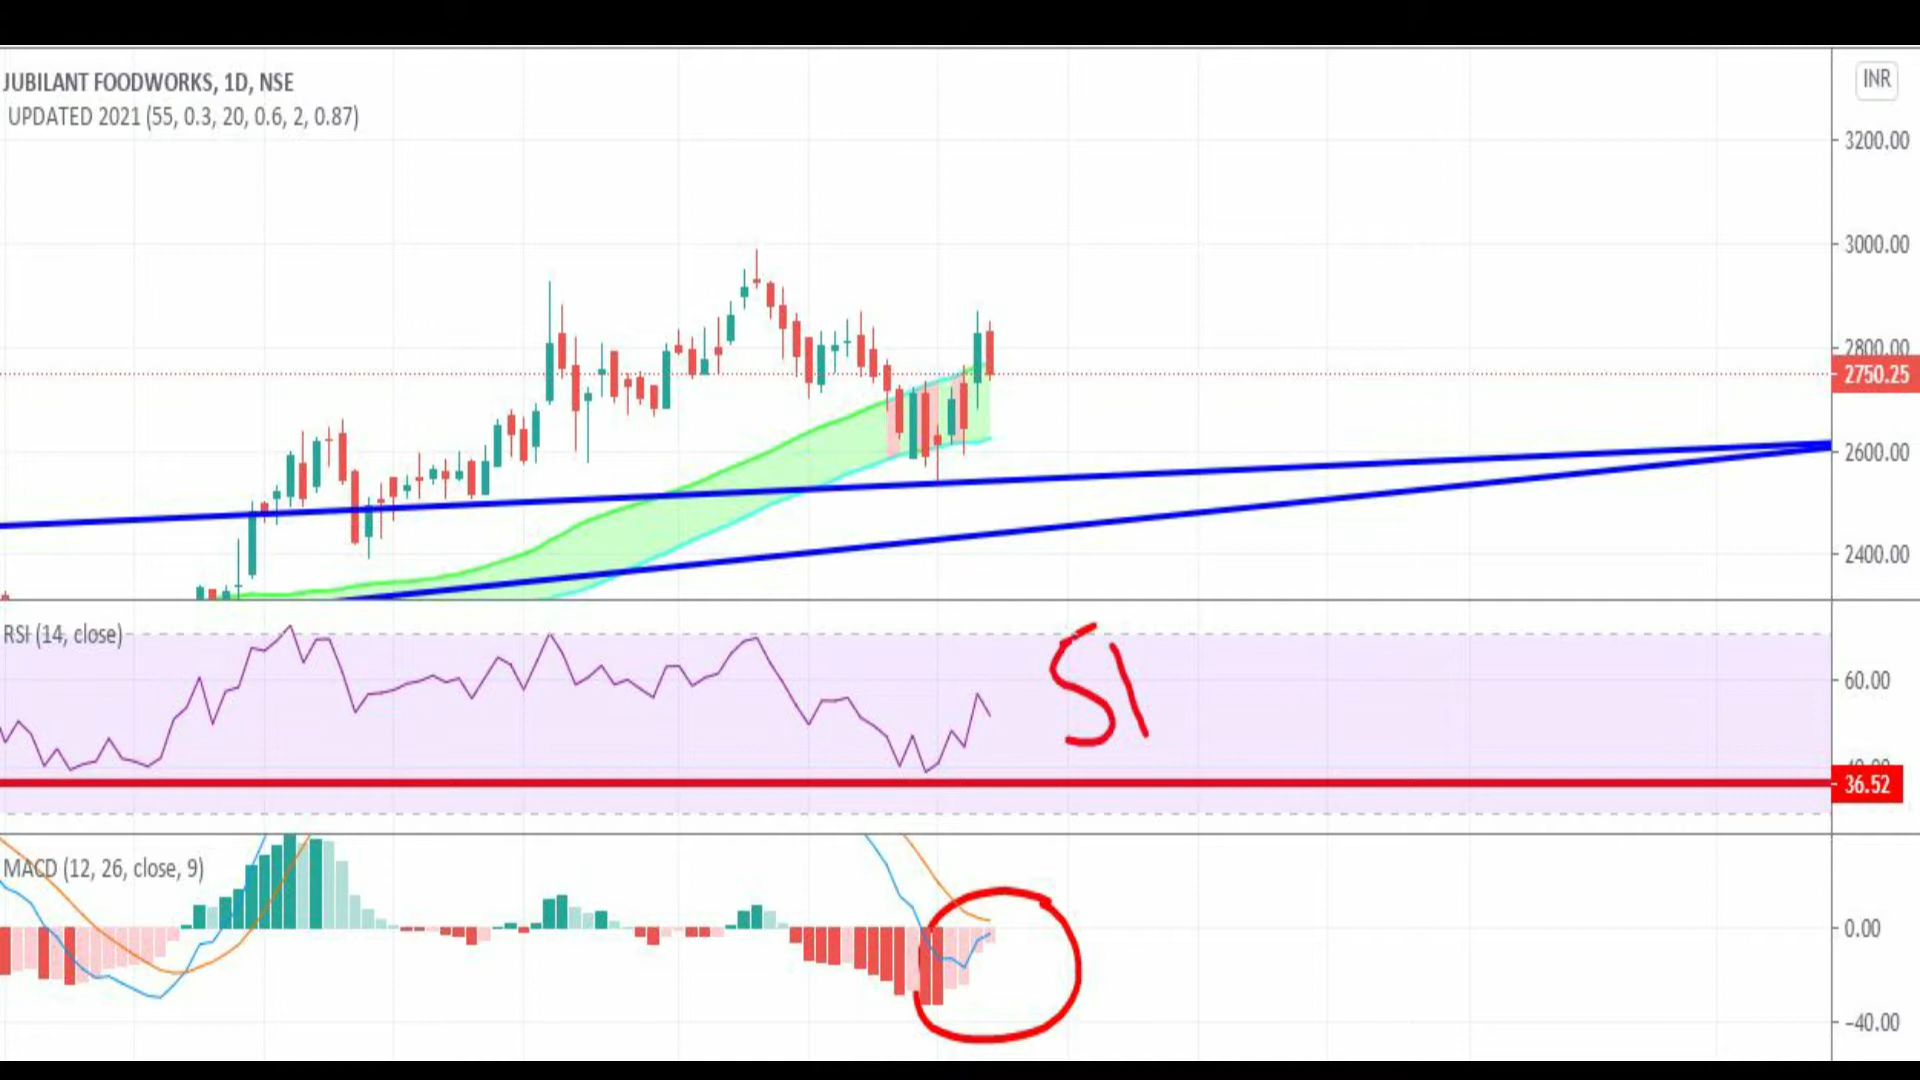 JUBILANT FOODWORKS, 1D, NSE
UPDATED 2021 (55, 0.3, 20, 0.6, 2, 0.87)
INR
3200.00
3000.00
2800.00
2750.25
2600.00
2400.00
RSI (14, close)
60.00
36.52
MACD (12, 26, close, 9)
0.00
−40.00